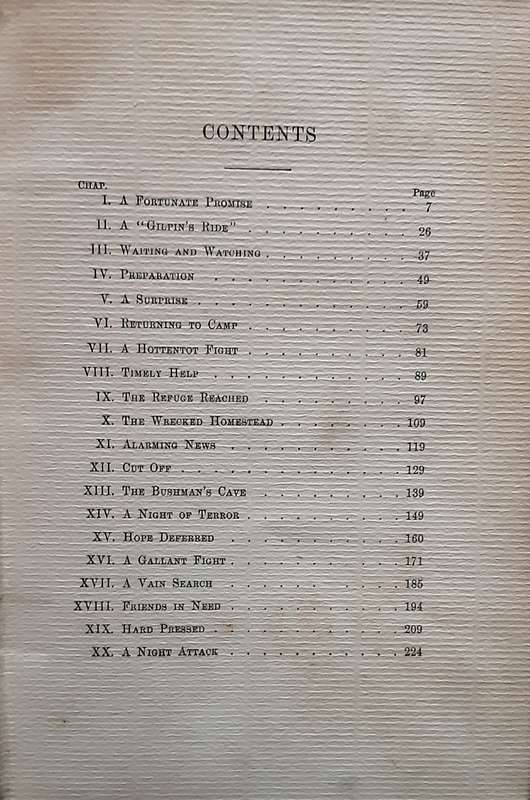 CONTENTS
CHAP. Page
I. A FORTUNATE PROMISE . . . . . . . . . 7
II. A "GILPIN'S RIDE" . . . . . . . . . . 26
III. WAITING AND WATCHING . . . . . . . . . 37
IV. PREPARATION . . . . . . . . . . . 49
V. A SURPRISE . . . . . . . . . . . . 59
VI. RETURNING TO CAMP . . . . . . . . . . 73
VII. A HOTTENTOT FIGHT . . . . . . . . . . 81
VIII. TIMELY HELP . . . . . . . . . . . 89
IX. THE REFUGE REACHED . . . . . . . . . 97
X. THE WRECKED HOMESTEAD . . . . . . . . 109
XI. ALARMING NEWS . . . . . . . . . . . 119
XII. CUT OFF . . . . . . . . . . . . . 129
XIII. THE BUSHMAN'S CAVE . . . . . . . . . 139
XIV. A NIGHT OF TERROR . . . . . . . . . . 149
XV. HOPE DEFERRED . . . . . . . . . . . 160
XVI. A GALLANT FIGHT . . . . . . . . . . . 171
XVII. A VAIN SEARCH . . . . . . . . . . . 185
XVIII. FRIENDS IN NEED . . . . . . . . . . . 194
XIX. HARD PRESSED . . . . . . . . . . . . 209
XX. A NIGHT ATTACK . . . . . . . . . . . 224